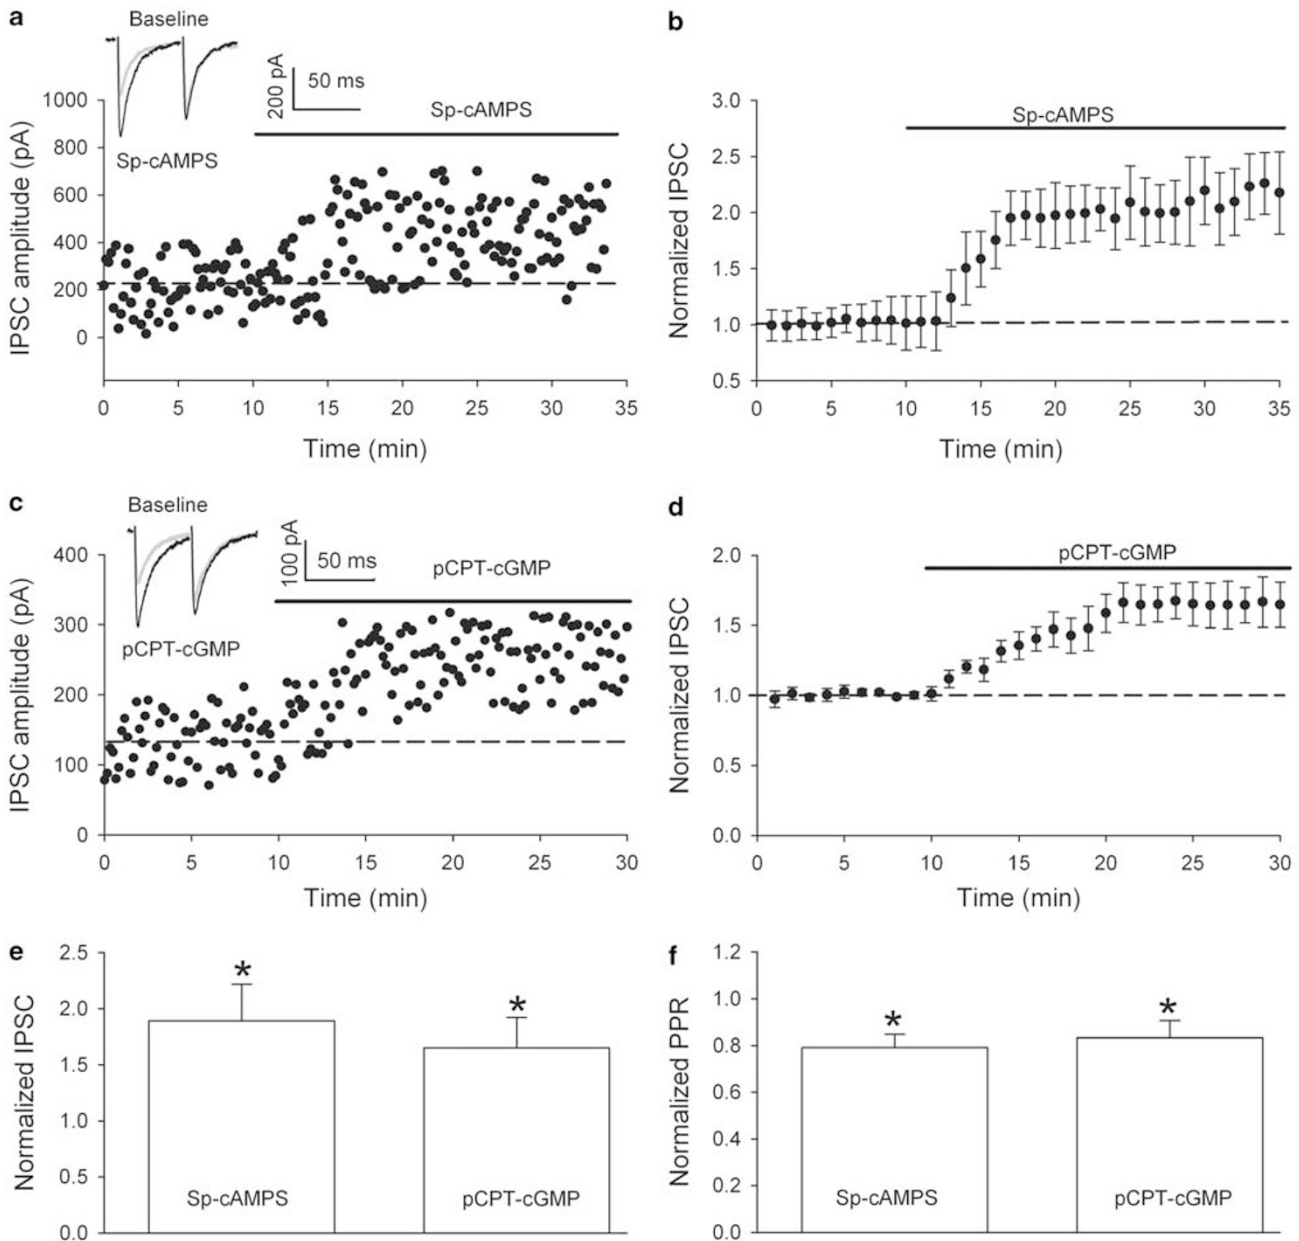 a
Baseline
200 pA
50 ms
Sp-cAMPS
Sp-cAMPS
IPSC amplitude (pA)
1000
800
600
400
200
0
0 5 10 15 20 25 30 35
Time (min)
b
Sp-cAMPS
Normalized IPSC
3.0
2.5
2.0
1.5
1.0
0.5
0 5 10 15 20 25 30 35
Time (min)
c
Baseline
100 pA
50 ms
pCPT-cGMP
pCPT-cGMP
IPSC amplitude (pA)
400
300
200
100
0
0 5 10 15 20 25 30
Time (min)
d
pCPT-cGMP
Normalized IPSC
2.0
1.5
1.0
0.5
0.0
0 5 10 15 20 25 30
Time (min)
e
Normalized IPSC
2.5
2.0
1.5
1.0
0.5
0.0
* *
Sp-cAMPS pCPT-cGMP
f
Normalized PPR
1.2
1.0
0.8
0.6
0.4
0.2
0.0
* *
Sp-cAMPS pCPT-cGMP